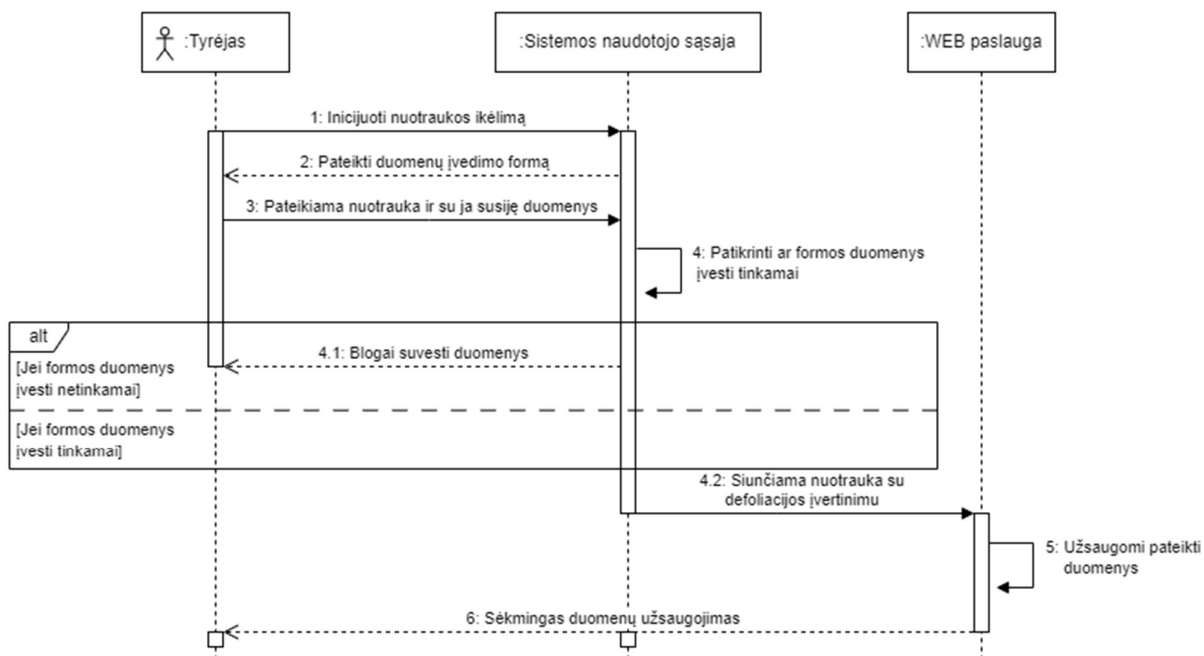 :Tyrėjas
:Sistemos naudotojo sąsaja
:WEB paslauga
1: Inicijuoti nuotraukos ikėlimą
2: Pateikti duomenų įvedimo formą
3: Pateikiama nuotrauka ir su ja susiję duomenys
4: Patikrinti ar formos duomenys
įvesti tinkamai
alt
4.1: Blogai suvesti duomenys
[Jei formos duomenys
įvesti netinkamai]
[Jei formos duomenys
įvesti tinkamai]
4.2: Siunčiama nuotrauka su
defoliacijos įvertinimu
5: Užsaugomi pateikti
duomenys
6: Sėkmingas duomenų užsaugojimas